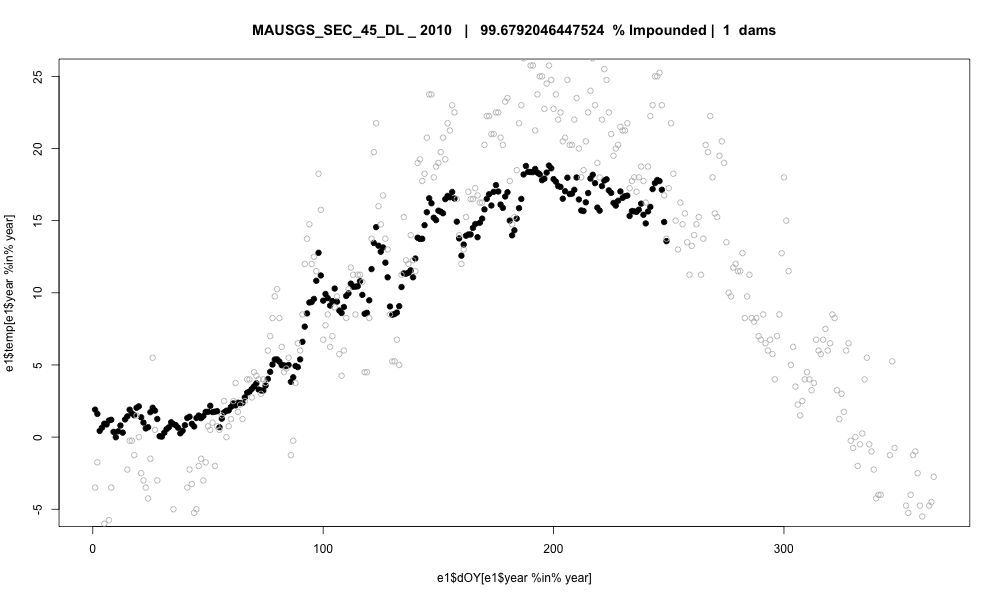 MAUSGS_SEC_45_DL _ 2010 | 99.6792046447524 % Impounded | 1 dams
25
20
15
10
5
0
-5
e1$temp[e1$year %in% year]
0 100 200 300
e1$dOY[e1$year %in% year]